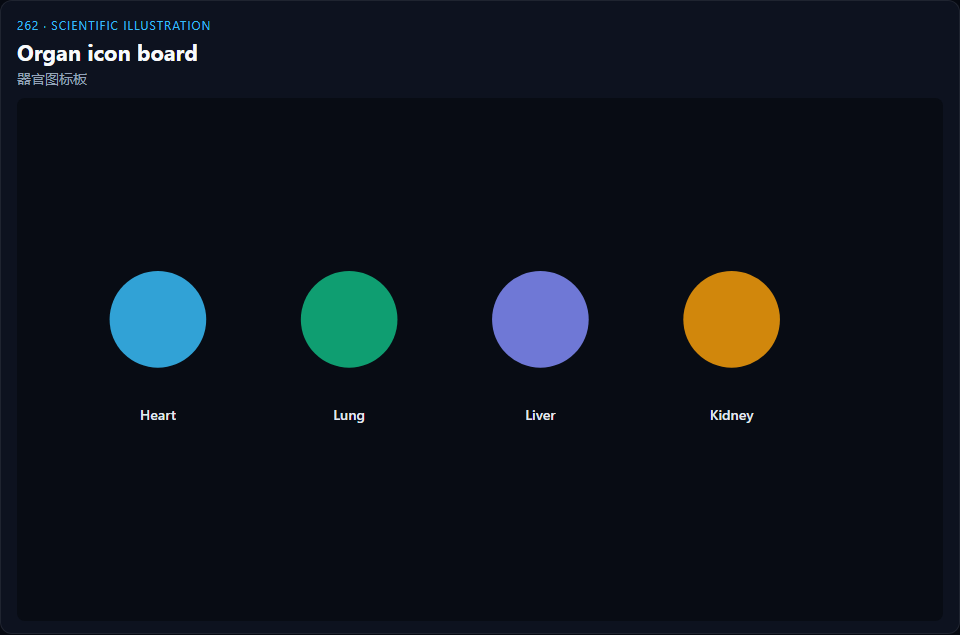 262 · SCIENTIFIC ILLUSTRATION
Organ icon board
器官图标板
Heart
Lung
Liver
Kidney